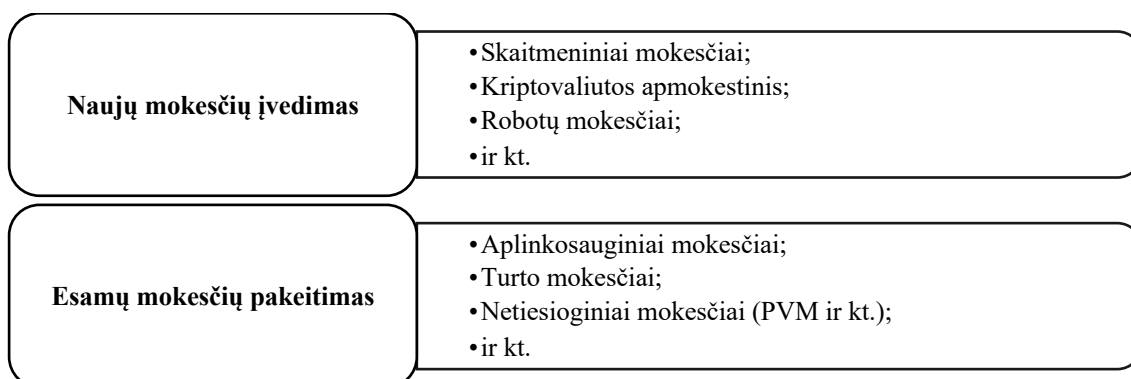 Naujų mokesčių įvedimas
•Skaitmeniniai mokesčiai;
•Kriptovaliutos apmokestinis;
•Robotų mokesčiai;
•ir kt.
Esamų mokesčių pakeitimas
•Aplinkosauginiai mokesčiai;
•Turto mokesčiai;
•Netiesioginiai mokesčiai (PVM ir kt.);
•ir kt.